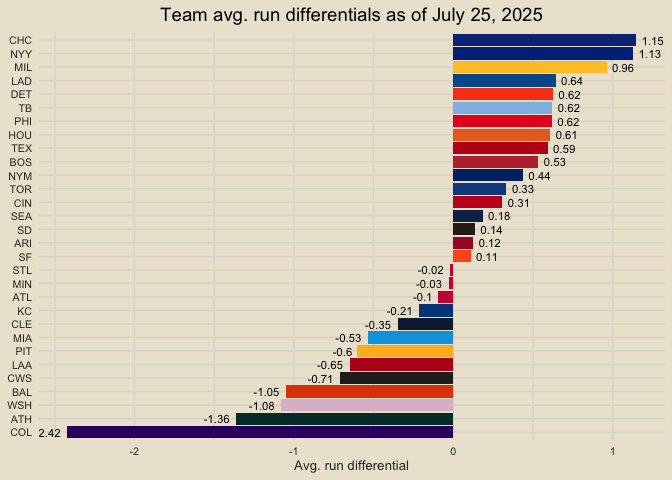 Team avg. run differentials as of July 25, 2025
CHC 1.15
NYY 1.13
MIL 0.96
LAD 0.64
DET 0.62
TB 0.62
PHI 0.62
HOU 0.61
TEX 0.59
BOS 0.53
NYM 0.44
TOR 0.33
CIN 0.31
SEA 0.18
SD 0.14
ARI 0.12
SF 0.11
STL -0.02
MIN -0.03
ATL -0.1
KC -0.21
CLE -0.35
MIA -0.53
PIT -0.6
LAA -0.65
CWS -0.71
BAL -1.05
WSH -1.08
ATH -1.36
COL 2.42
-2 -1 0 1
Avg. run differential